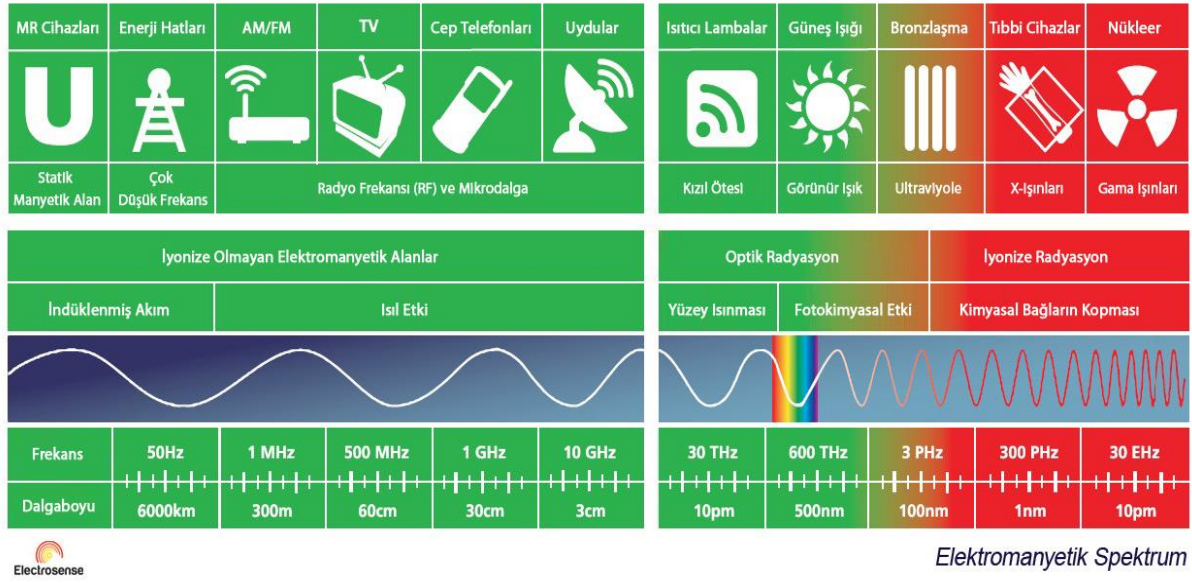 MR Cihazları Enerji Hatları AM/FM TV Cep Telefonları Uydular Isıtıcı Lambalar Güneş Işığı Bronzlaşma Tıbbi Cihazlar Nükleer
Statik
Manyetik Alan
Çok
Düşük Frekans
Radyo Frekansı (RF) ve Mikrodalga
Kızıl Ötesi
Görünür Işık
Ultraviyole
X-Işınları
Gama Işınları
İyonize Olmayan Elektromanyetik Alanlar
Optik Radyasyon
İyonize Radyasyon
İndüklenmiş Akım
Isıl Etki
Yüzey Isınması
Fotokimyasal Etki
Kimyasal Bağların Kopması
Frekans 50Hz 1 MHz 500 MHz 1 GHz 10 GHz 30 THz 600 THz 3 PHz 300 PHz 30 EHz
Dalgaboyu 6000km 300m 60cm 30cm 3cm 10pm 500nm 100nm 1nm 10pm
Electrosense
Elektromanyetik Spektrum